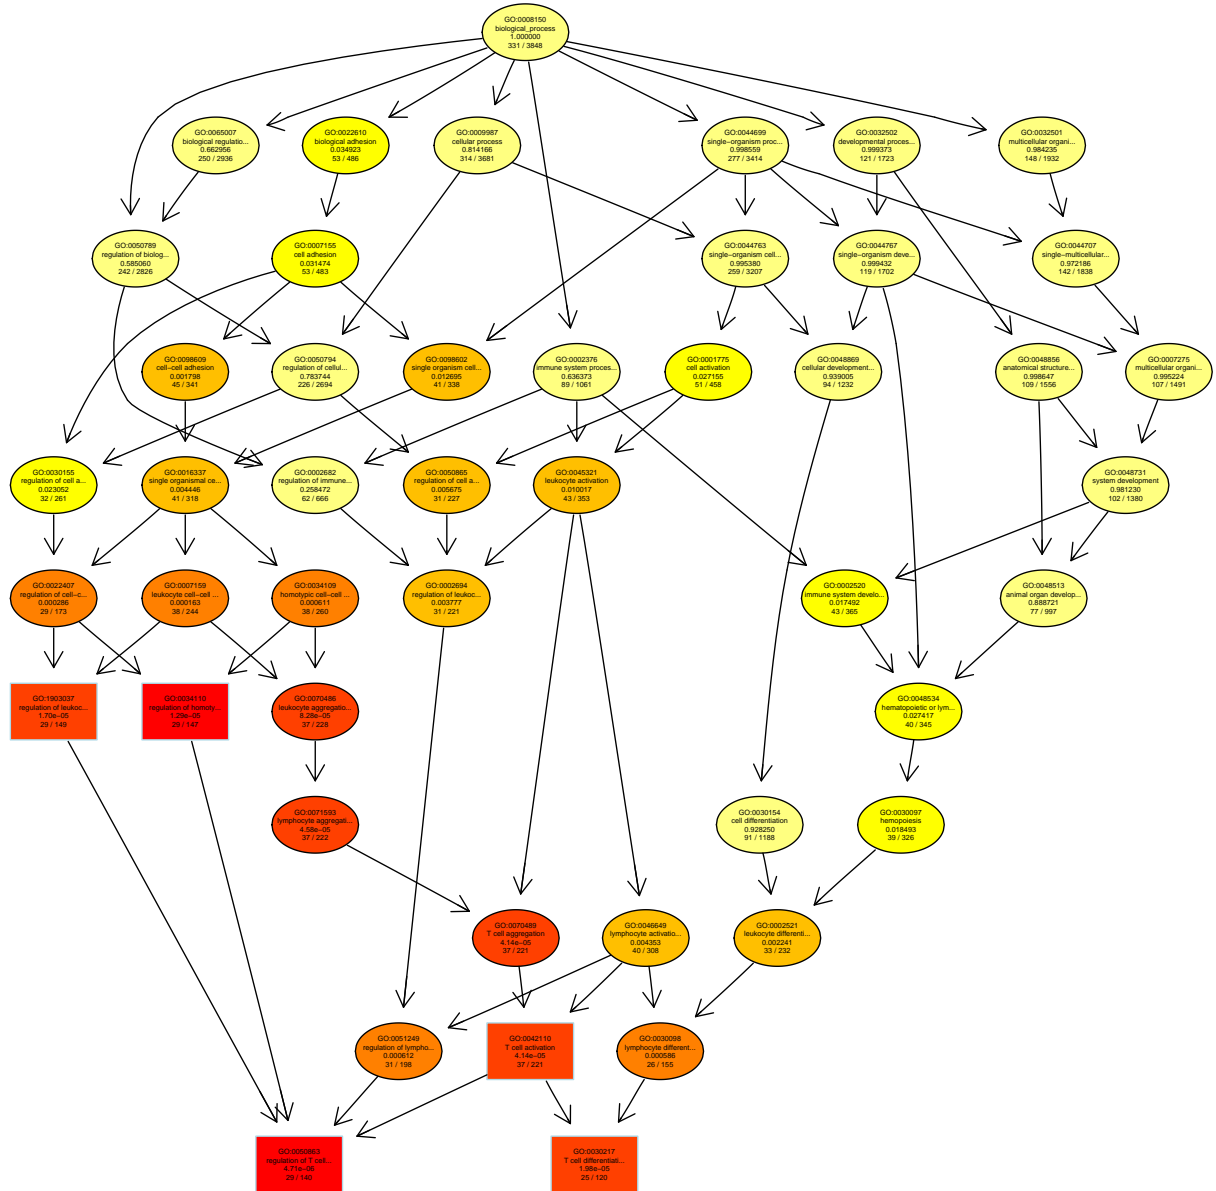 GO:0008150
biological_process
1.000000
331 / 3848
GO:0065007
biological regulatio...
0.662956
250 / 2936
GO:0022610
biological adhesion
0.034923
53 / 486
GO:0009987
cellular process
0.814166
314 / 3681
GO:0044699
single−organism proc...
0.998559
277 / 3414
GO:0032502
developmental proces...
0.999373
121 / 1723
GO:0032501
multicellular organi...
0.984235
148 / 1932
GO:0050789
regulation of biolog...
0.585060
242 / 2826
GO:0007155
cell adhesion
0.031474
53 / 483
GO:0044763
single−organism cell...
0.995380
259 / 3207
GO:0044767
single−organism deve...
0.999432
119 / 1702
GO:0044707
single−multicellular...
0.972186
142 / 1838
GO:0098609
cell−cell adhesion
0.001798
45 / 341
GO:0050794
regulation of cellul...
0.783744
226 / 2694
GO:0098602
single organism cell...
0.012695
41 / 338
GO:0002376
immune system proces...
0.636373
89 / 1061
GO:0001775
cell activation
0.027155
51 / 458
GO:0048869
cellular development...
0.939005
94 / 1232
GO:0048856
anatomical structure...
0.998647
109 / 1556
GO:0007275
multicellular organi...
0.995224
107 / 1491
GO:0030155
regulation of cell a...
0.023052
32 / 261
GO:0016337
single organismal ce...
0.004446
41 / 318
GO:0002682
regulation of immune...
0.258472
62 / 666
GO:0050865
regulation of cell a...
0.005675
31 / 227
GO:0045321
leukocyte activation
0.010017
43 / 353
GO:0048731
system development
0.981230
102 / 1380
GO:0022407
regulation of cell−c...
0.000286
29 / 173
GO:0007159
leukocyte cell−cell ...
0.000163
38 / 244
GO:0034109
homotypic cell−cell ...
0.000611
38 / 260
GO:0002694
regulation of leukoc...
0.003777
31 / 221
GO:0002520
immune system develo...
0.017492
43 / 365
GO:0048513
animal organ develop...
0.888721
77 / 997
GO:1903037
regulation of leukoc...
1.70e−05
29 / 149
GO:0034110
regulation of homoty...
1.25e−05
29 / 147
GO:0070486
leukocyte aggregatio...
8.28e−05
37 / 228
GO:0048534
hematopoietic or lym...
0.027417
40 / 345
GO:0071593
lymphocyte aggregati...
4.58e−05
37 / 222
GO:0030154
cell differentiation
0.928250
91 / 1188
GO:0030097
hemopoiesis
0.018493
39 / 326
GO:0070489
T cell aggregation
4.14e−05
37 / 221
GO:0046649
lymphocyte activatio...
0.004353
40 / 308
GO:0002521
leukocyte differenti...
0.002241
33 / 232
GO:0051249
regulation of lympho...
0.000612
31 / 198
GO:0042110
T cell activation
4.14e−05
37 / 221
GO:0030098
lymphocyte different...
0.000586
26 / 155
GO:0050863
regulation of T cell...
4.71e−06
29 / 140
GO:0030217
T cell differentiati...
1.98e−05
25 / 120